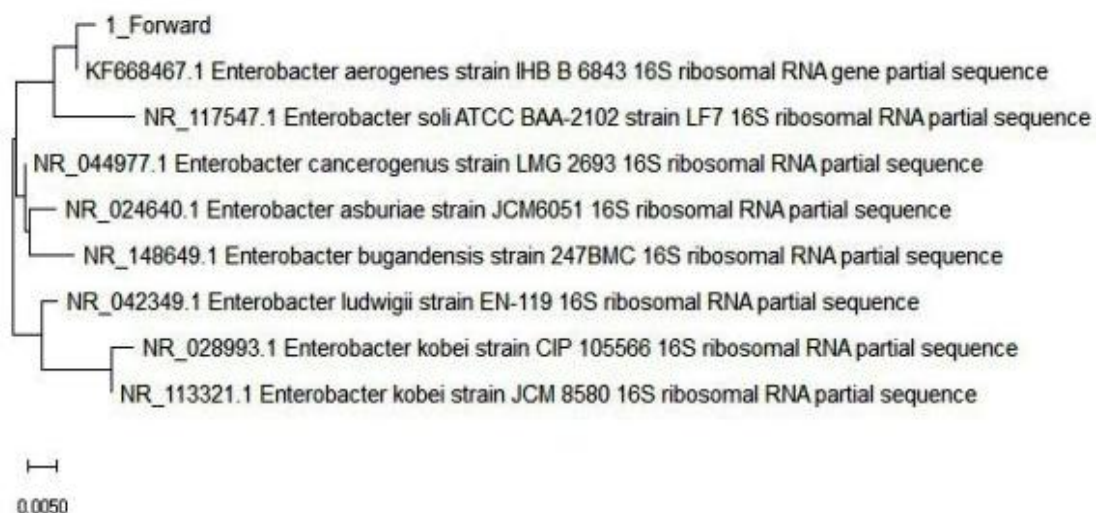 1_Forward
KF668467.1 Enterobacter aerogenes strain IHB B 6843 16S ribosomal RNA gene partial sequence
NR_117547.1 Enterobacter soli ATCC BAA-2102 strain LF7 16S ribosomal RNA partial sequence
NR_044977.1 Enterobacter cancerogenus strain LMG 2693 16S ribosomal RNA partial sequence
NR_024640.1 Enterobacter asburiae strain JCM6051 16S ribosomal RNA partial sequence
NR_148649.1 Enterobacter bugandensis strain 247BMC 16S ribosomal RNA partial sequence
NR_042349.1 Enterobacter ludwigii strain EN-119 16S ribosomal RNA partial sequence
NR_028993.1 Enterobacter kobei strain CIP 105566 16S ribosomal RNA partial sequence
NR_113321.1 Enterobacter kobei strain JCM 8580 16S ribosomal RNA partial sequence
0.0050